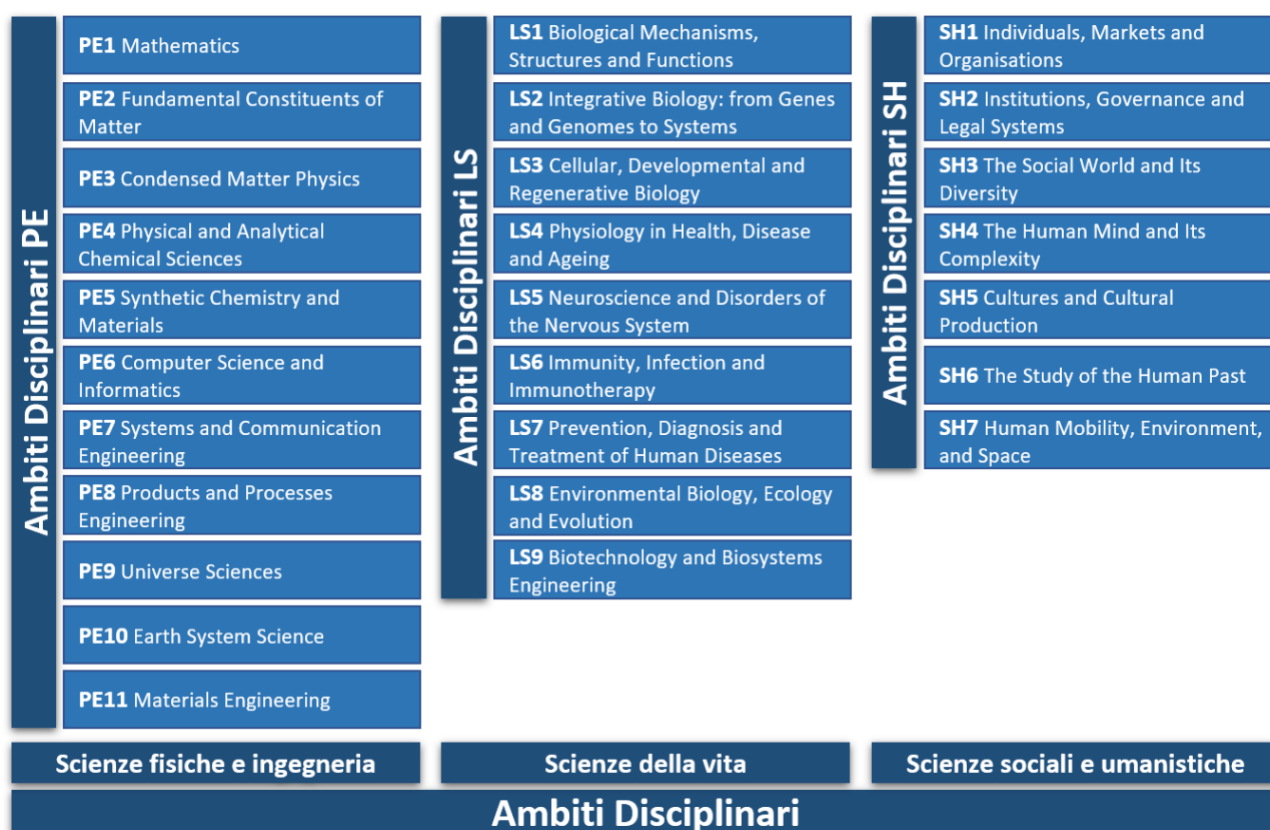 Ambiti Disciplinari PE
PE1 Mathematics
PE2 Fundamental Constituents of
Matter
PE3 Condensed Matter Physics
PE4 Physical and Analytical
Chemical Sciences
PE5 Synthetic Chemistry and
Materials
PE6 Computer Science and
Informatics
PE7 Systems and Communication
Engineering
PE8 Products and Processes
Engineering
PE9 Universe Sciences
PE10 Earth System Science
PE11 Materials Engineering
Scienze fisiche e ingegneria
Ambiti Disciplinari LS
LS1 Biological Mechanisms,
Structures and Functions
LS2 Integrative Biology: from Genes
and Genomes to Systems
LS3 Cellular, Developmental and
Regenerative Biology
LS4 Physiology in Health, Disease
and Ageing
LS5 Neuroscience and Disorders of
the Nervous System
LS6 Immunity, Infection and
Immunotherapy
LS7 Prevention, Diagnosis and
Treatment of Human Diseases
LS8 Environmental Biology, Ecology
and Evolution
LS9 Biotechnology and Biosystems
Engineering
Scienze della vita
Ambiti Disciplinari SH
SH1 Individuals, Markets and
Organisations
SH2 Institutions, Governance and
Legal Systems
SH3 The Social World and Its
Diversity
SH4 The Human Mind and Its
Complexity
SH5 Cultures and Cultural
Production
SH6 The Study of the Human Past
SH7 Human Mobility, Environment,
and Space
Scienze sociali e umanistiche
Ambiti Disciplinari